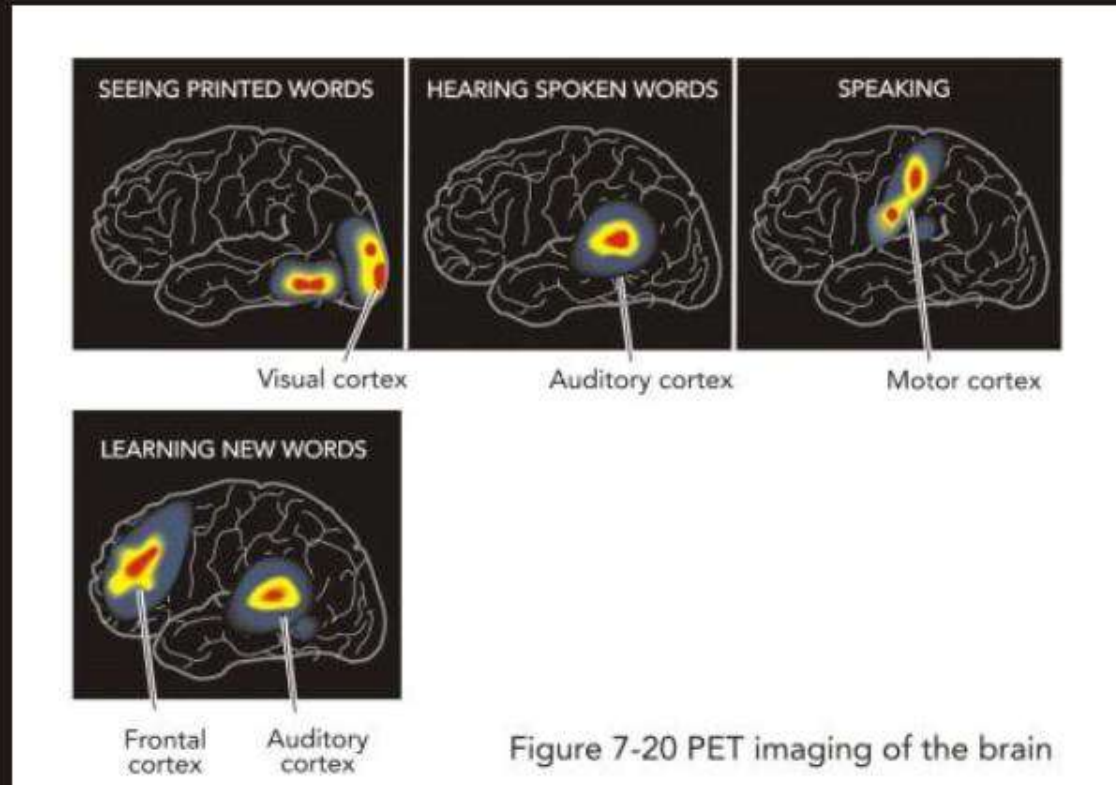 SEEING PRINTED WORDS
HEARING SPOKEN WORDS
SPEAKING
Visual cortex
Auditory cortex
Motor cortex
LEARNING NEW WORDS
Frontal
cortex
Auditory
cortex
Figure 7-20 PET imaging of the brain